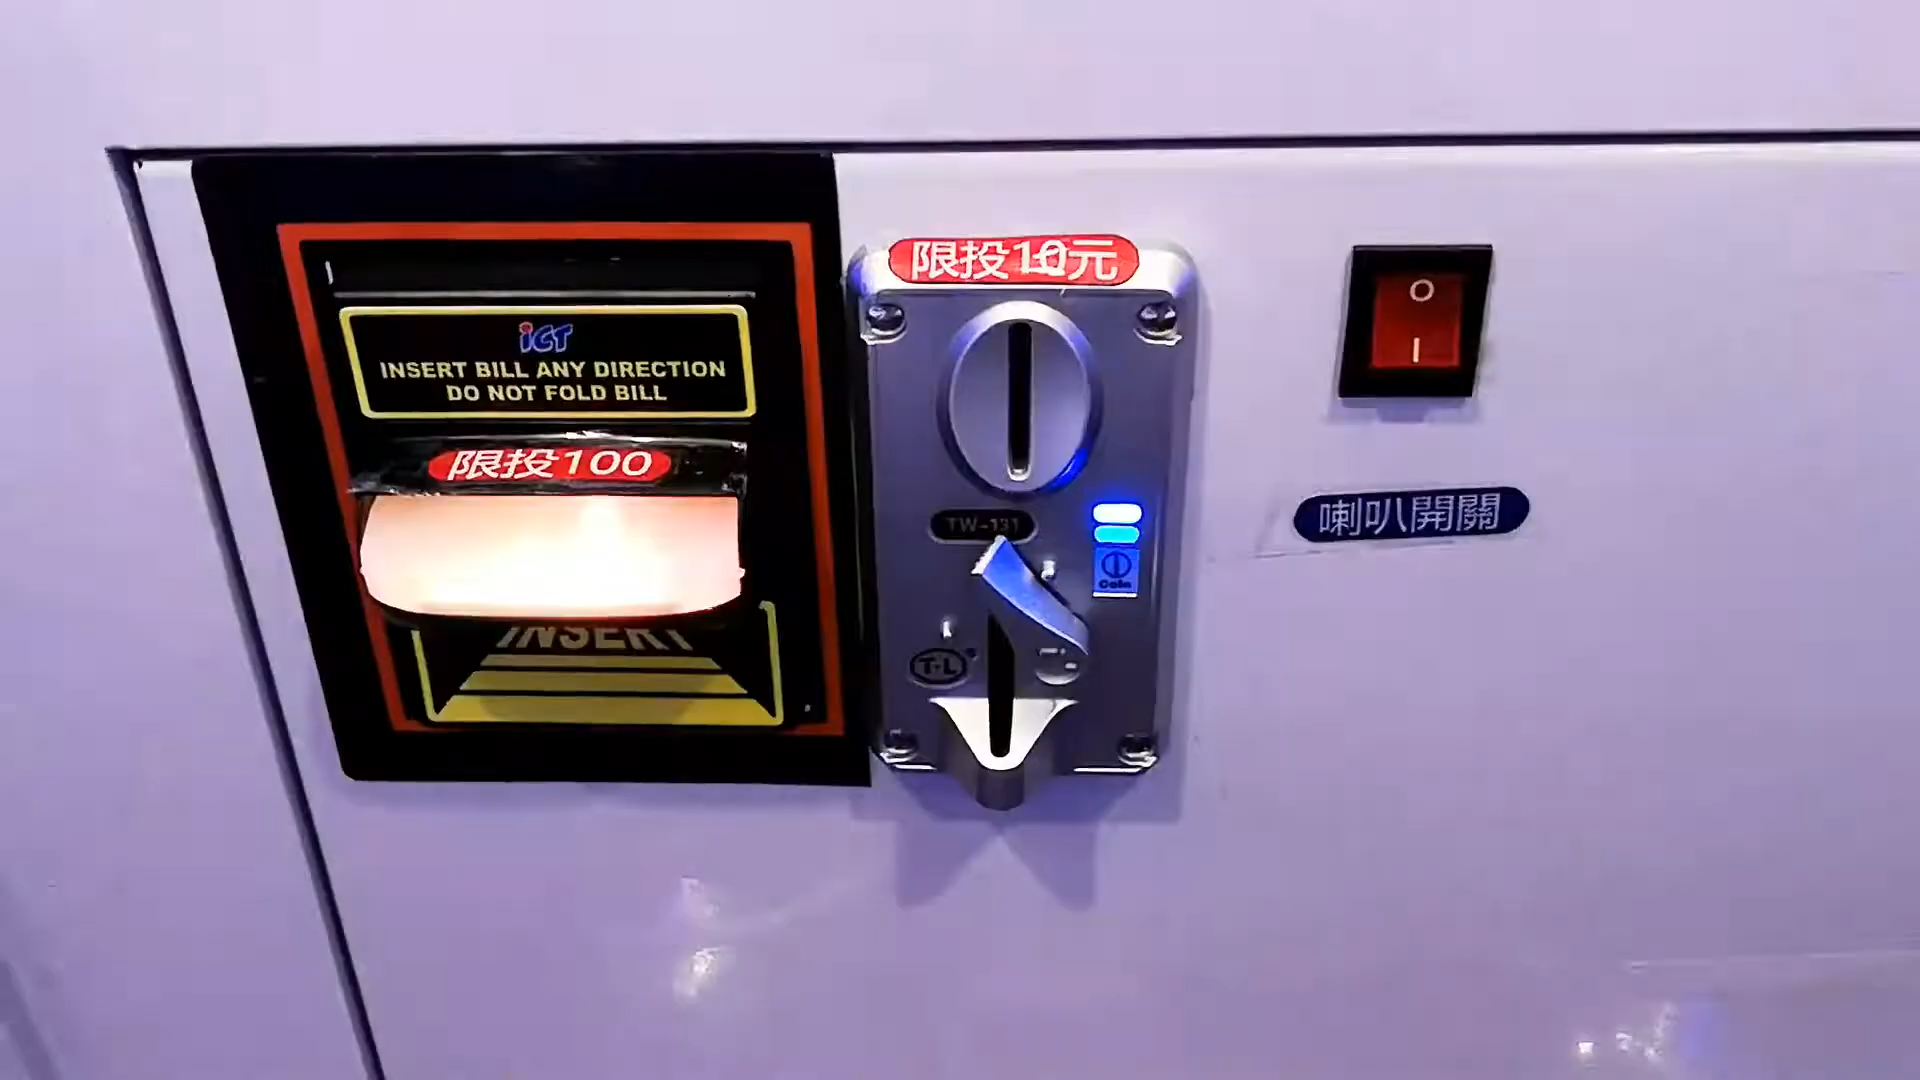 iCT
INSERT BILL ANY DIRECTION
DO NOT FOLD BILL
限投100
INSERT
限投10元
TW-131
Coin
T-L
O
I
喇叭開關